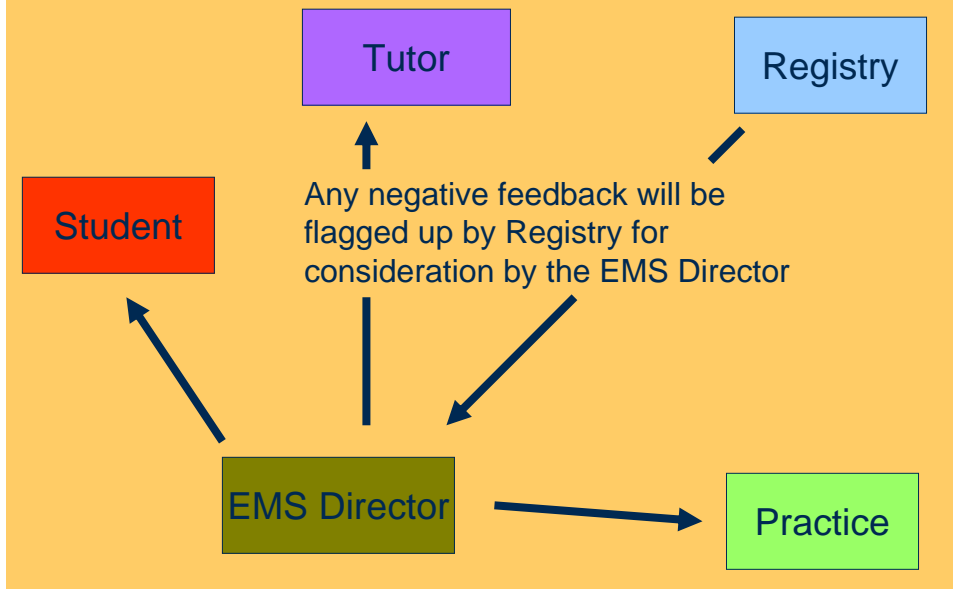 Tutor
Registry
Any negative feedback will be
flagged up by Registry for
consideration by the EMS Director
Student
EMS Director
Practice